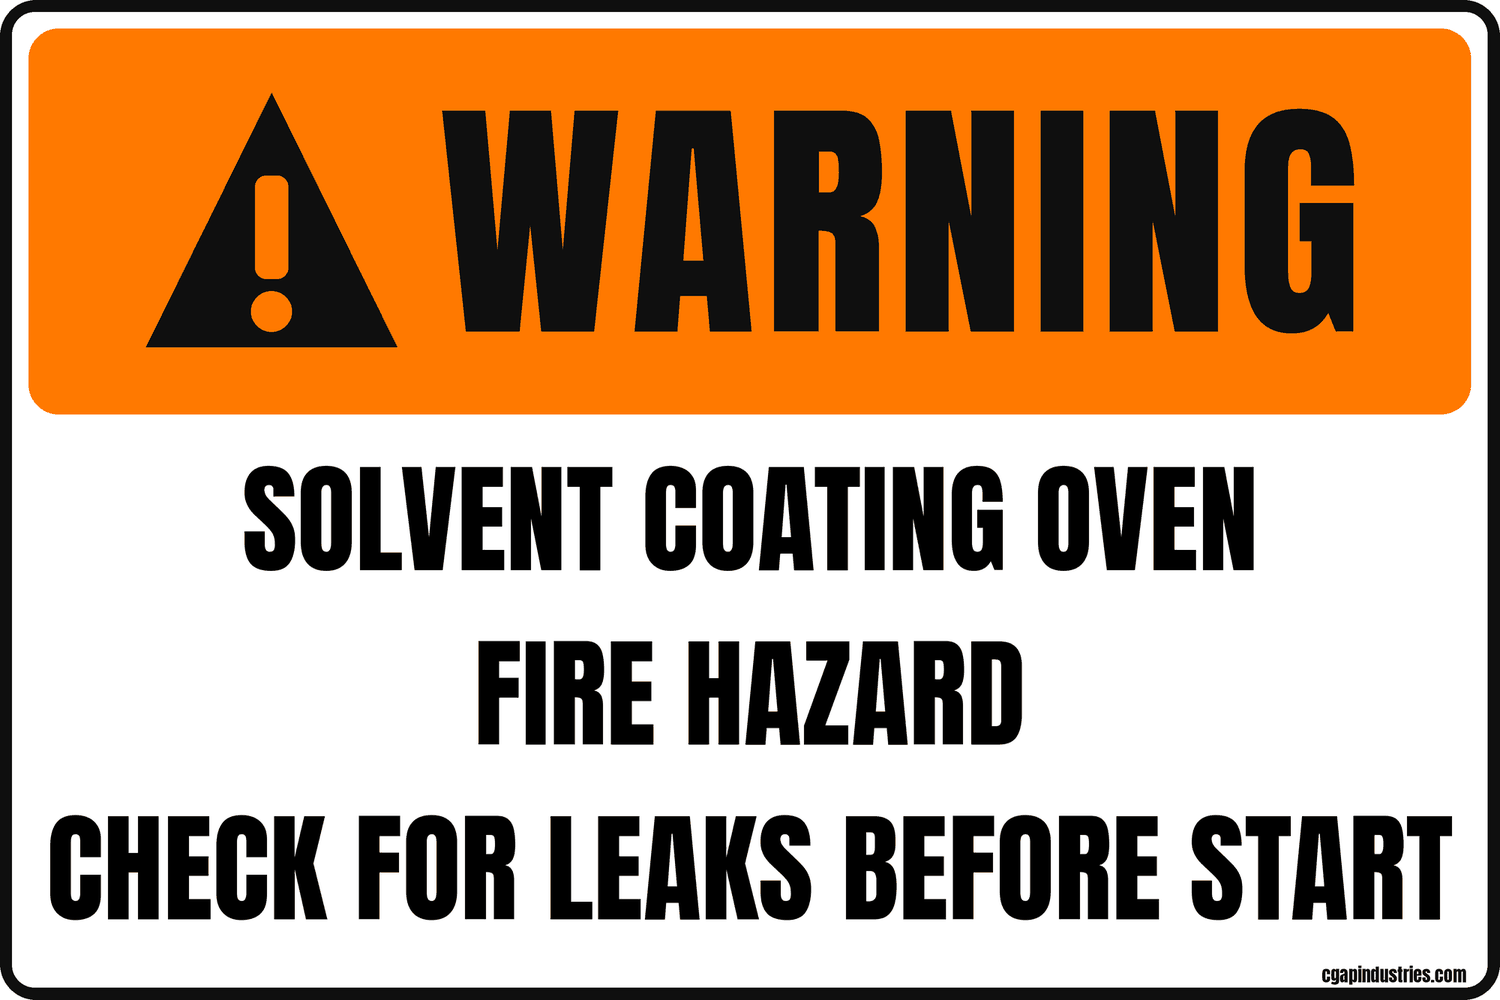 WARNING
SOLVENT COATING OVEN
FIRE HAZARD
CHECK FOR LEAKS BEFORE START
cgapindustries.com